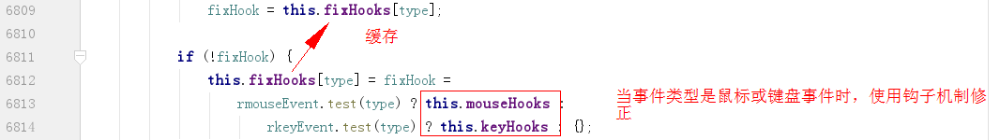 6809 fixHook = this.fixHooks[type];
6810 缓存
6811 if (!fixHook) {
6812 this.fixHooks[type] = fixHook =
6813 rmouseEvent.test(type) ? this.mouseHooks : 当事件类型是鼠标或键盘事件时，使用钩子机制修
正
6814 rkeyEvent.test(type) ? this.keyHooks : {};